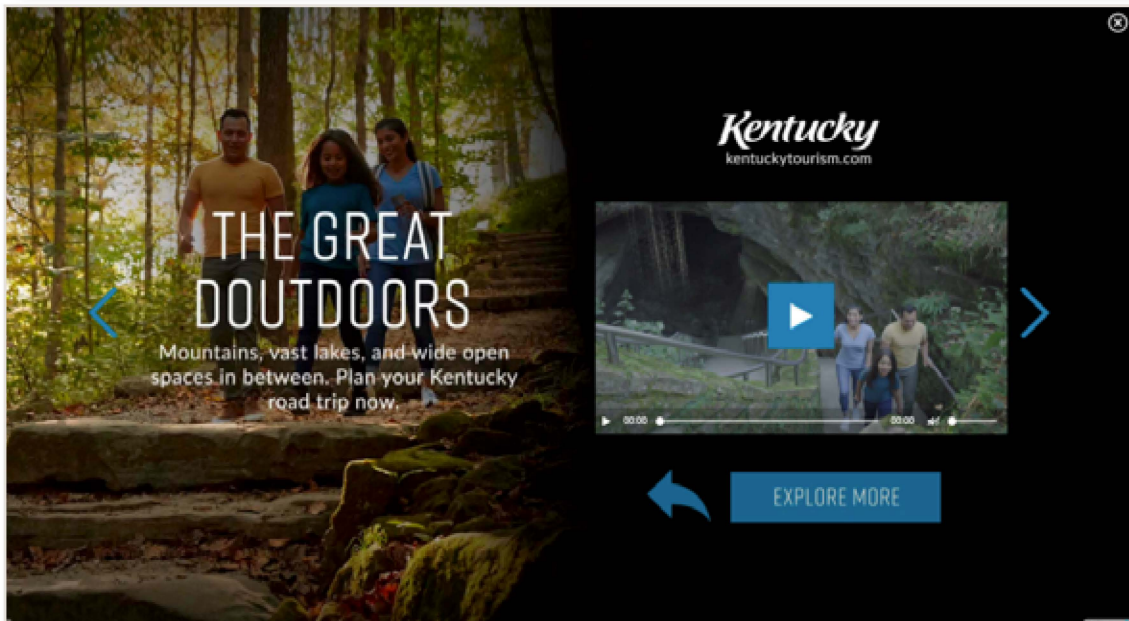 THE GREAT
DOUTDOORS
Mountains, vast lakes, and wide open
spaces in between. Plan your Kentucky
road trip now.
Kentucky
kentuckytourism.com
00:00 00:00
EXPLORE MORE